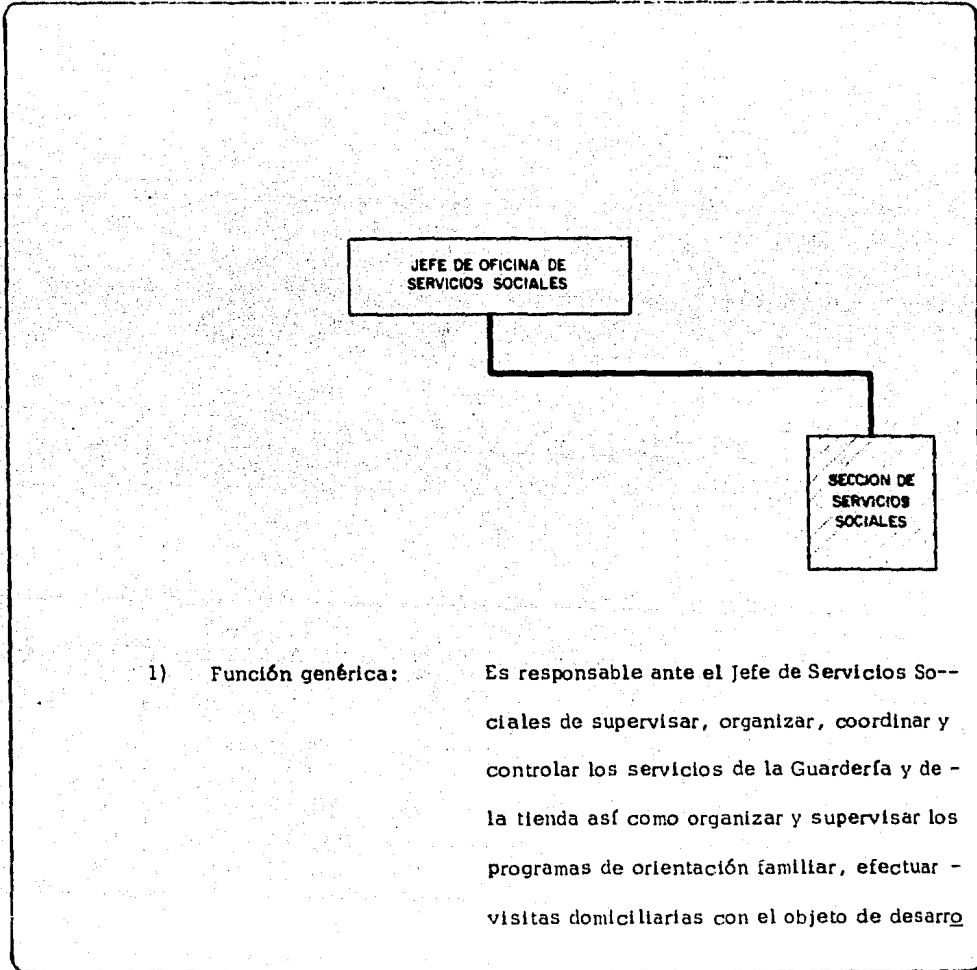 JEFE DE OFICINA DE
SERVICIOS SOCIALES
SECCION DE
SERVICIOS
SOCIALES
1) Función genérica: Es responsable ante el Jefe de Servicios So--
ciales de supervisar, organizar, coordinar y
controlar los servicios de la Guardería y de -
la tienda así como organizar y supervisar los
programas de orientación familiar, efectuar -
visitas domiciliarias con el objeto de desarro